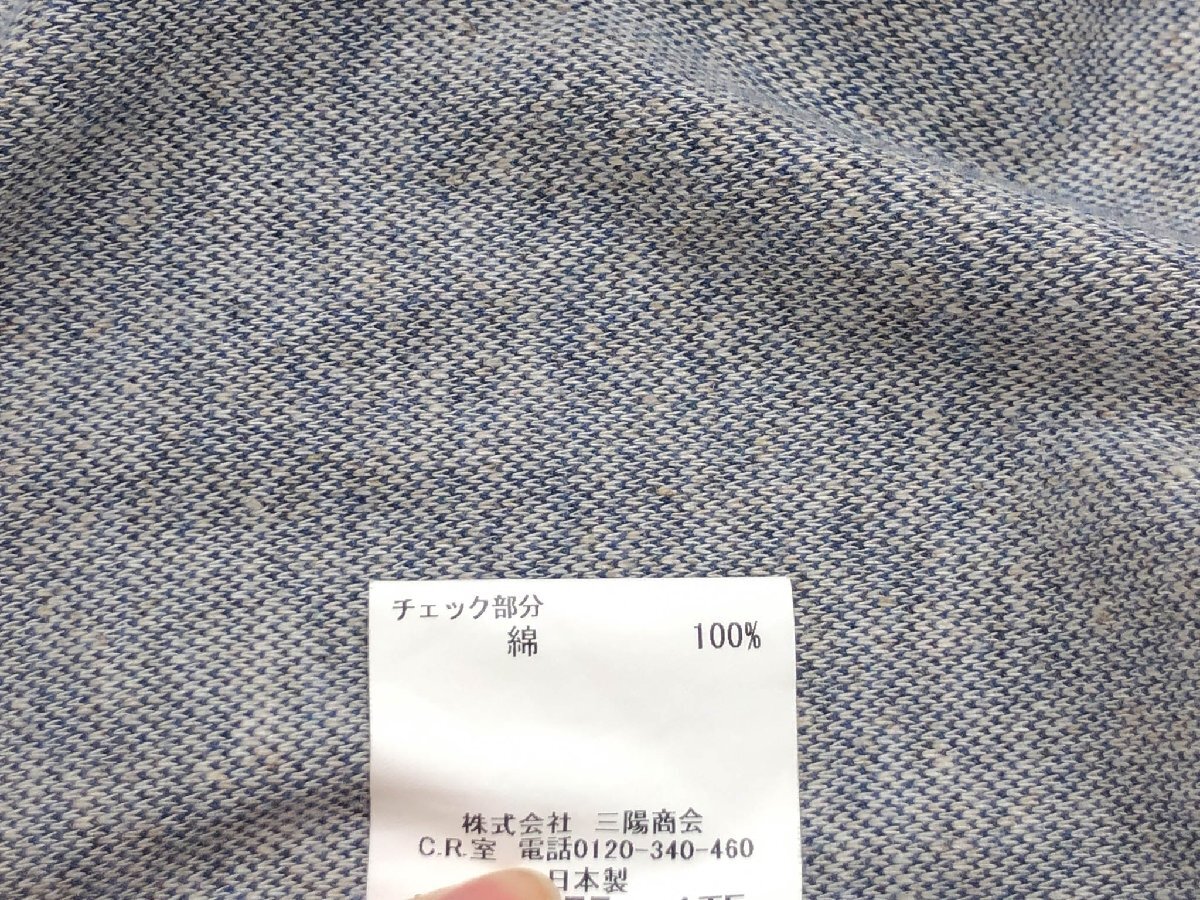 チェック部分
綿 100%
株式会社 三陽商会
C.R.室 電話0120-340-460
日本製